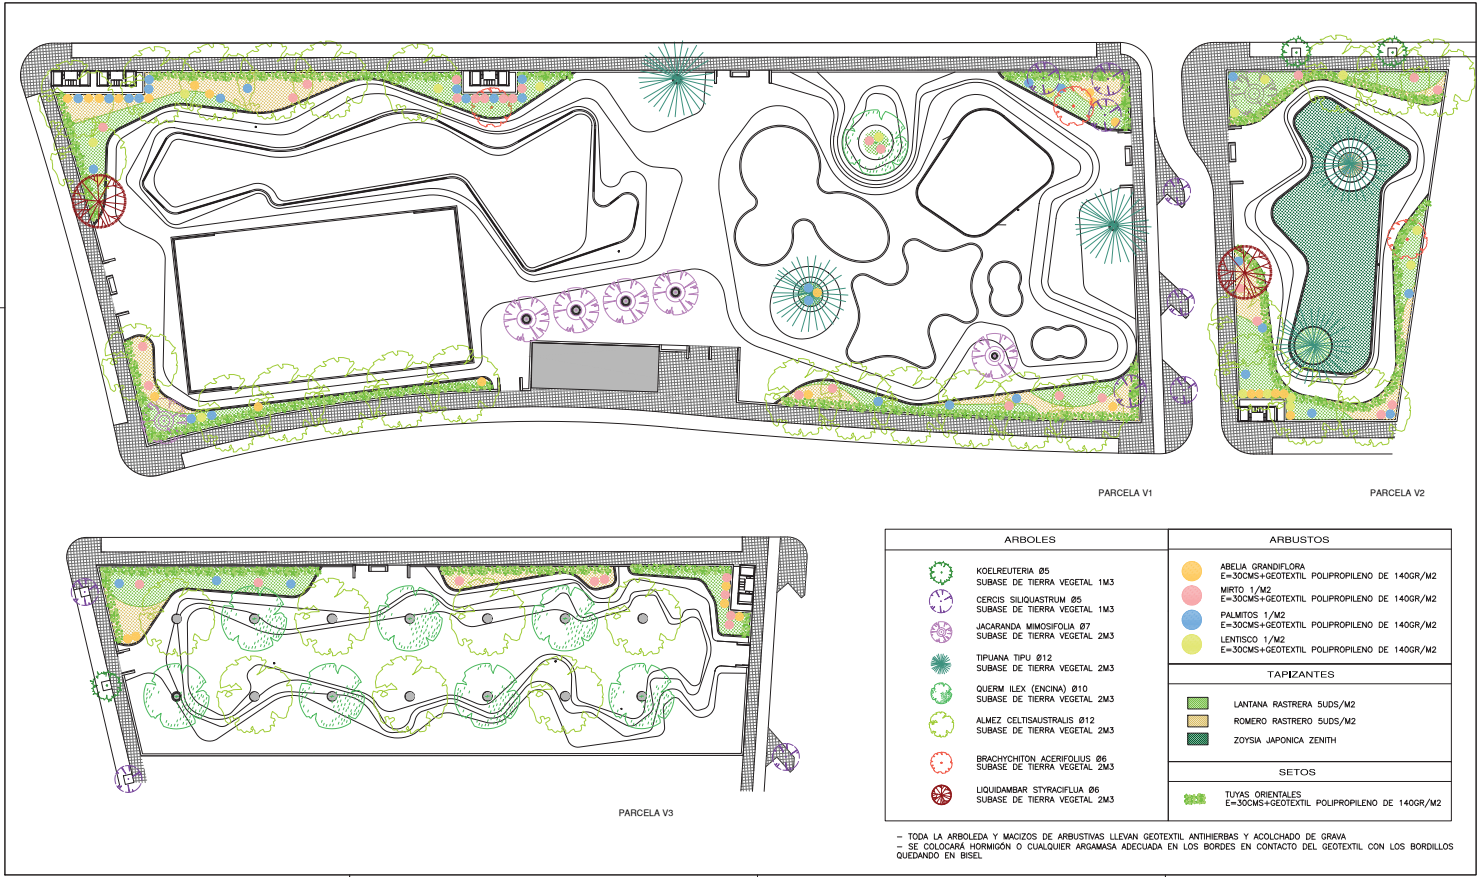 PARCELA V1
PARCELA V2
PARCELA V3
ARBOLES
KOELREUTERIA Ø5
SUBASE DE TIERRA VEGETAL 1M3
CERCIS SILIQUASTRUM Ø5
SUBASE DE TIERRA VEGETAL 1M3
JACARANDA MIMOSIFOLIA Ø7
SUBASE DE TIERRA VEGETAL 2M3
TIPUANA TIPU Ø12
SUBASE DE TIERRA VEGETAL 2M3
QUERM ILEX (ENCINA) Ø10
SUBASE DE TIERRA VEGETAL 2M3
ALMEZ CELTISAUSTRALIS Ø12
SUBASE DE TIERRA VEGETAL 2M3
BRACHYCHITON ACERIFOLIUS Ø6
SUBASE DE TIERRA VEGETAL 2M3
LIQUIDAMBAR STYRACIFLUA Ø6
SUBASE DE TIERRA VEGETAL 2M3
ARBUSTOS
ABELIA GRANDIFLORA
E=30CMS+GEOTEXTIL POLIPROPILENO DE 140GR/M2
MIRTO 1/M2
E=30CMS+GEOTEXTIL POLIPROPILENO DE 140GR/M2
PALMITOS 1/M2
E=30CMS+GEOTEXTIL POLIPROPILENO DE 140GR/M2
LENTISCO 1/M2
E=30CMS+GEOTEXTIL POLIPROPILENO DE 140GR/M2
TAPIZANTES
LANTANA RASTRERA 5UDS/M2
ROMERO RASTRERO 5UDS/M2
ZOYSIA JAPONICA ZENITH
SETOS
TUYAS ORIENTALES
E=30CMS+GEOTEXTIL POLIPROPILENO DE 140GR/M2
– TODA LA ARBOLEDA Y MACIZOS DE ARBUSTIVAS LLEVAN GEOTEXTIL ANTIHIERBAS Y ACOLCHADO DE GRAVA
– SE COLOCARÁ HORMIGÓN O CUALQUIER ARGAMASA ADECUADA EN LOS BORDES EN CONTACTO DEL GEOTEXTIL CON LOS BORDILLOS
QUEDANDO EN BISEL